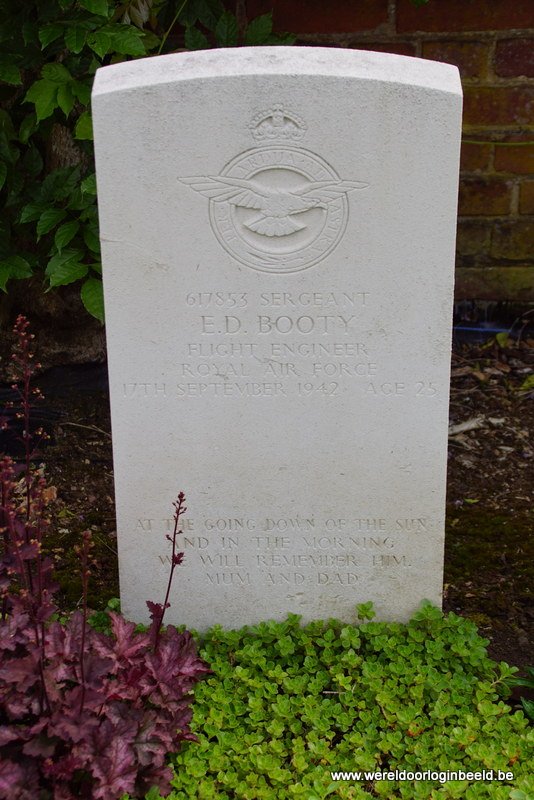 617853 SERGEANT
E.D. BOOTY
FLIGHT ENGINEER
ROYAL AIR FORCE
17TH SEPTEMBER 1942 AGE 25
AT THE GOING DOWN OF THE SUN
AND IN THE MORNING
WE WILL REMEMBER HIM.
MUM AND DAD
www.wereldoorloginbeeld.be